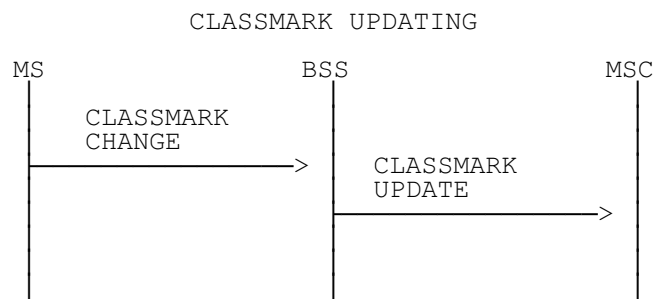 CLASSMARK UPDATING
MS BSS MSC
CLASSMARK
CHANGE
CLASSMARK
UPDATE